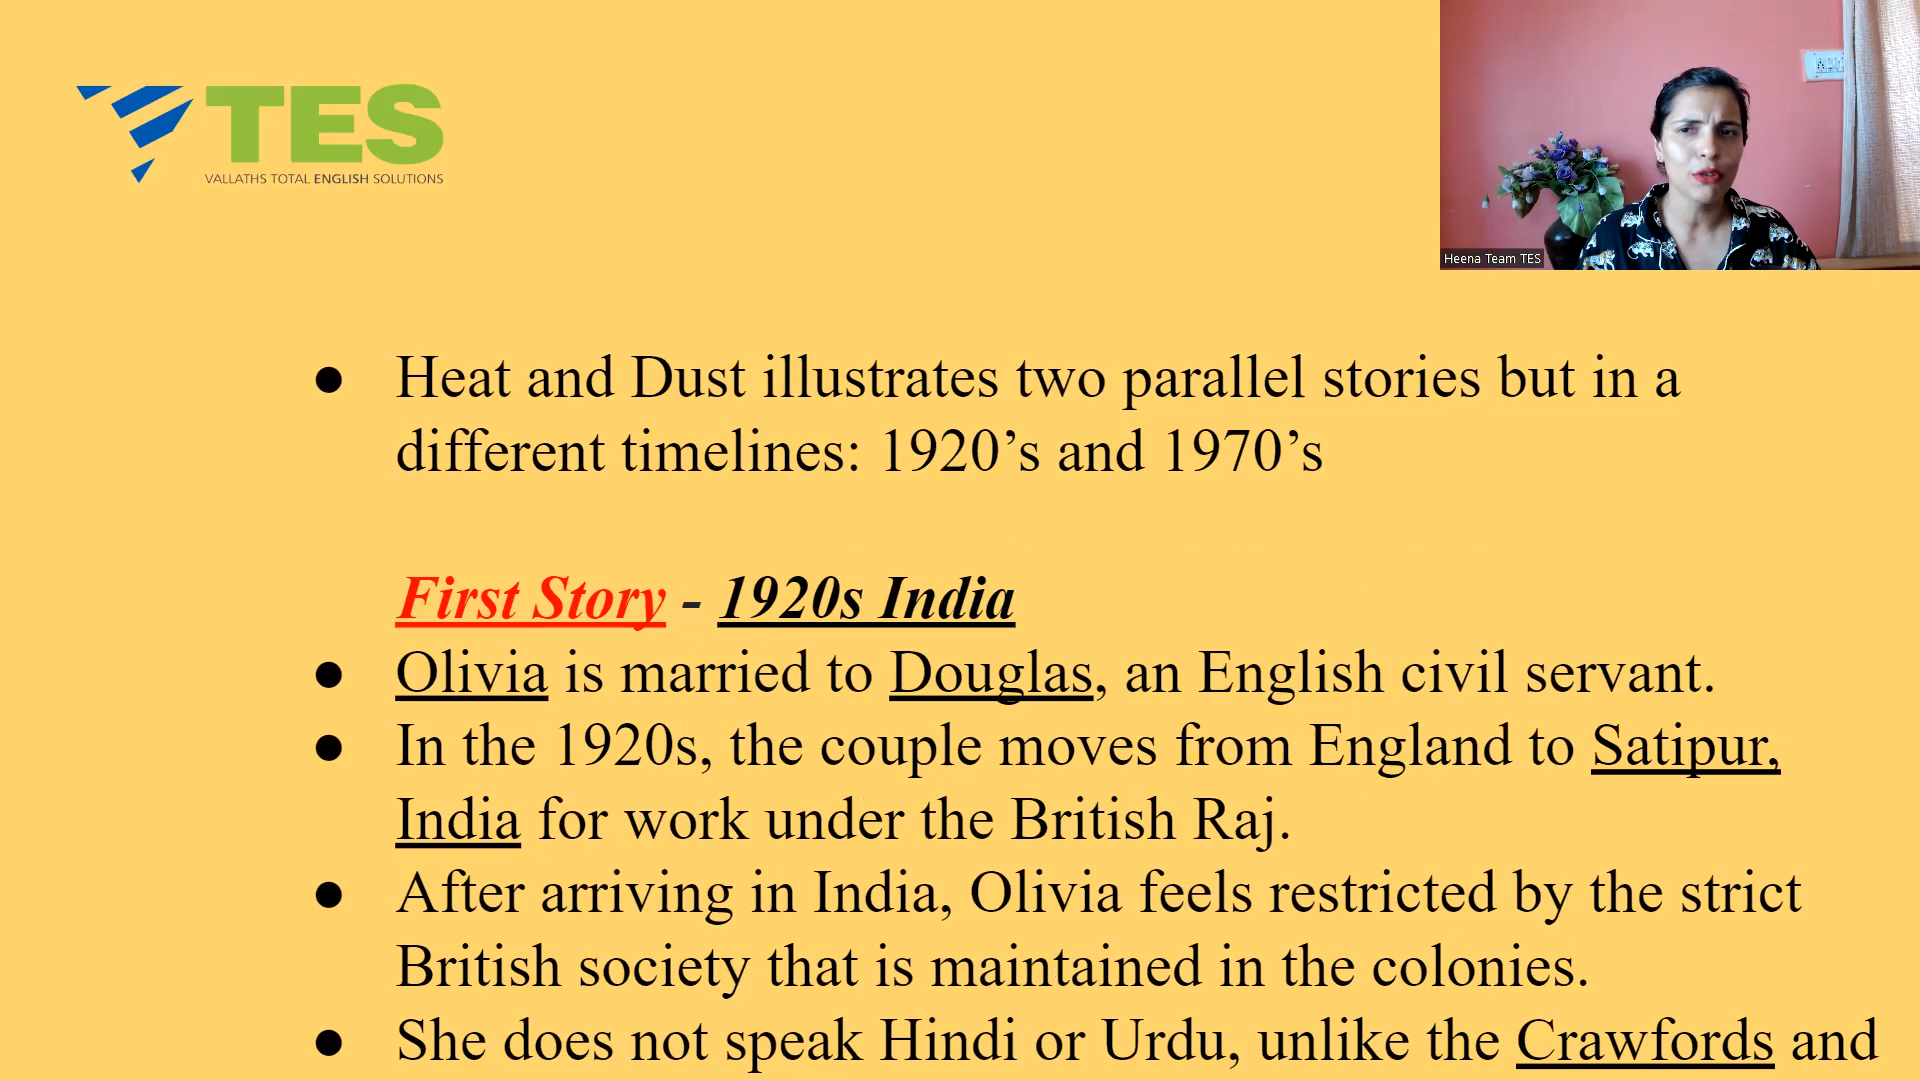 TES
VALLATHS TOTAL ENGLISH SOLUTIONS
Heena Team TES
● Heat and Dust illustrates two parallel stories but in a
different timelines: 1920’s and 1970’s
First Story - 1920s India
● Olivia is married to Douglas, an English civil servant.
● In the 1920s, the couple moves from England to Satipur,
India for work under the British Raj.
● After arriving in India, Olivia feels restricted by the strict
British society that is maintained in the colonies.
● She does not speak Hindi or Urdu, unlike the Crawfords and